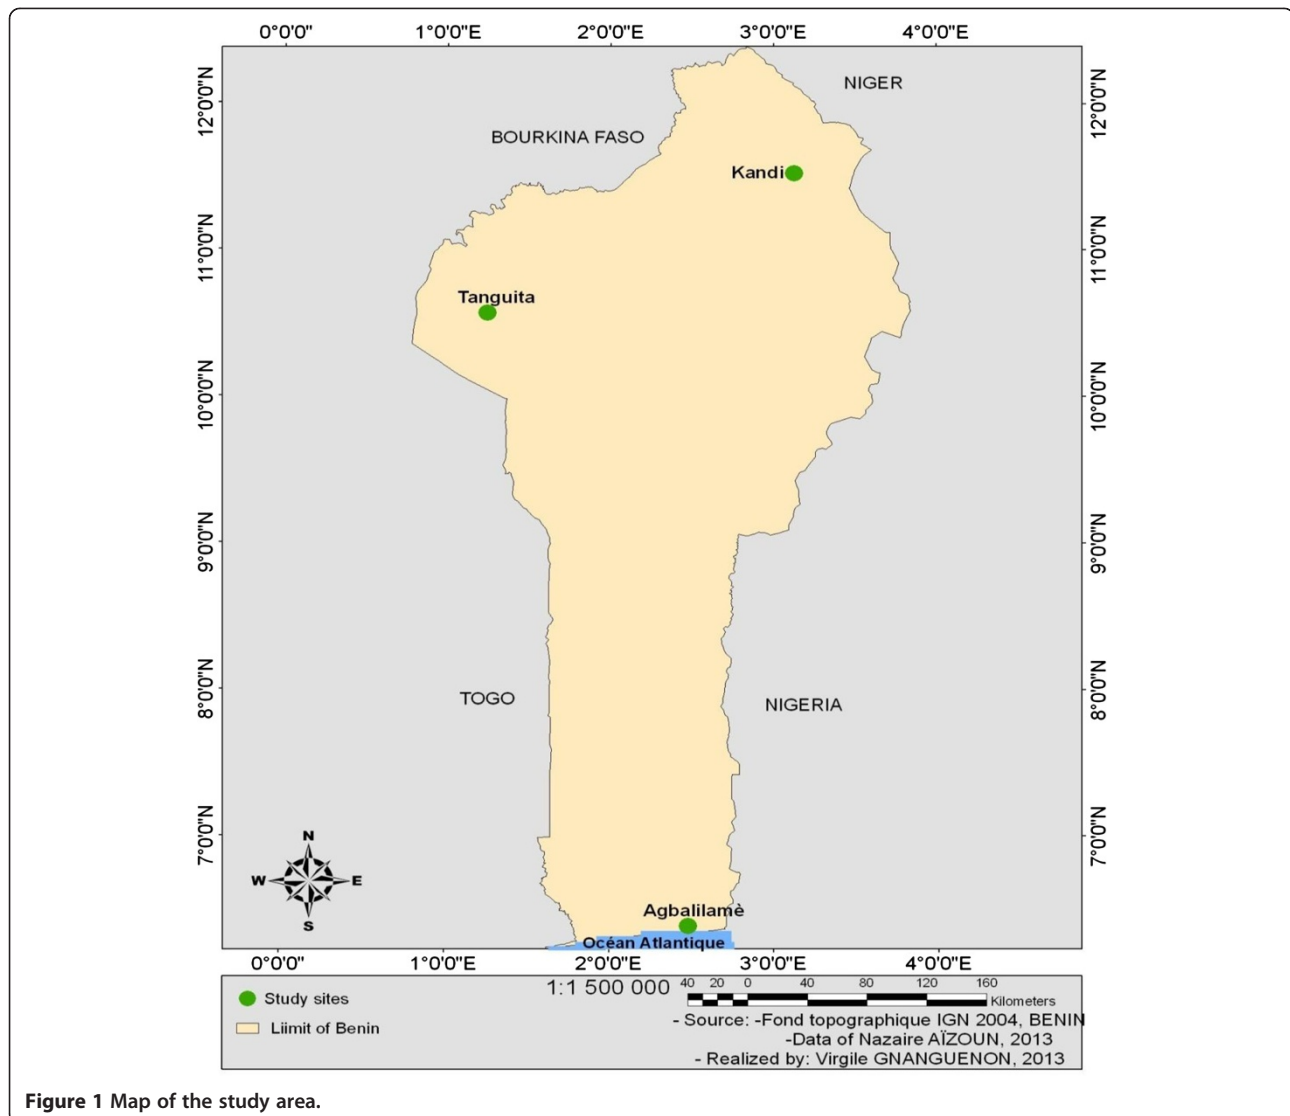 0°0'0" 1°0'0"E 2°0'0"E 3°0'0"E 4°0'0"E
NIGER
12°0'0"N 12°0'0"N
BOURKINA FASO
Kandi
11°0'0"N 11°0'0"N
Tanguita
10°0'0"N 10°0'0"N
9°0'0"N 9°0'0"N
8°0'0"N 8°0'0"N
TOGO
NIGERIA
7°0'0"N 7°0'0"N
N
W E
S
Agbalilamè
Océan Atlantique
0°0'0" 1°0'0"E 2°0'0"E 3°0'0"E 4°0'0"E
1:1 500 000
40 20 0 40 80 120 160
Kilometers
Study sites
Liimit of Benin
- Source: -Fond topographique IGN 2004, BENIN
-Data of Nazaire AÏZOUN, 2013
- Realized by: Virgile GNANGUENON, 2013
Figure 1 Map of the study area.